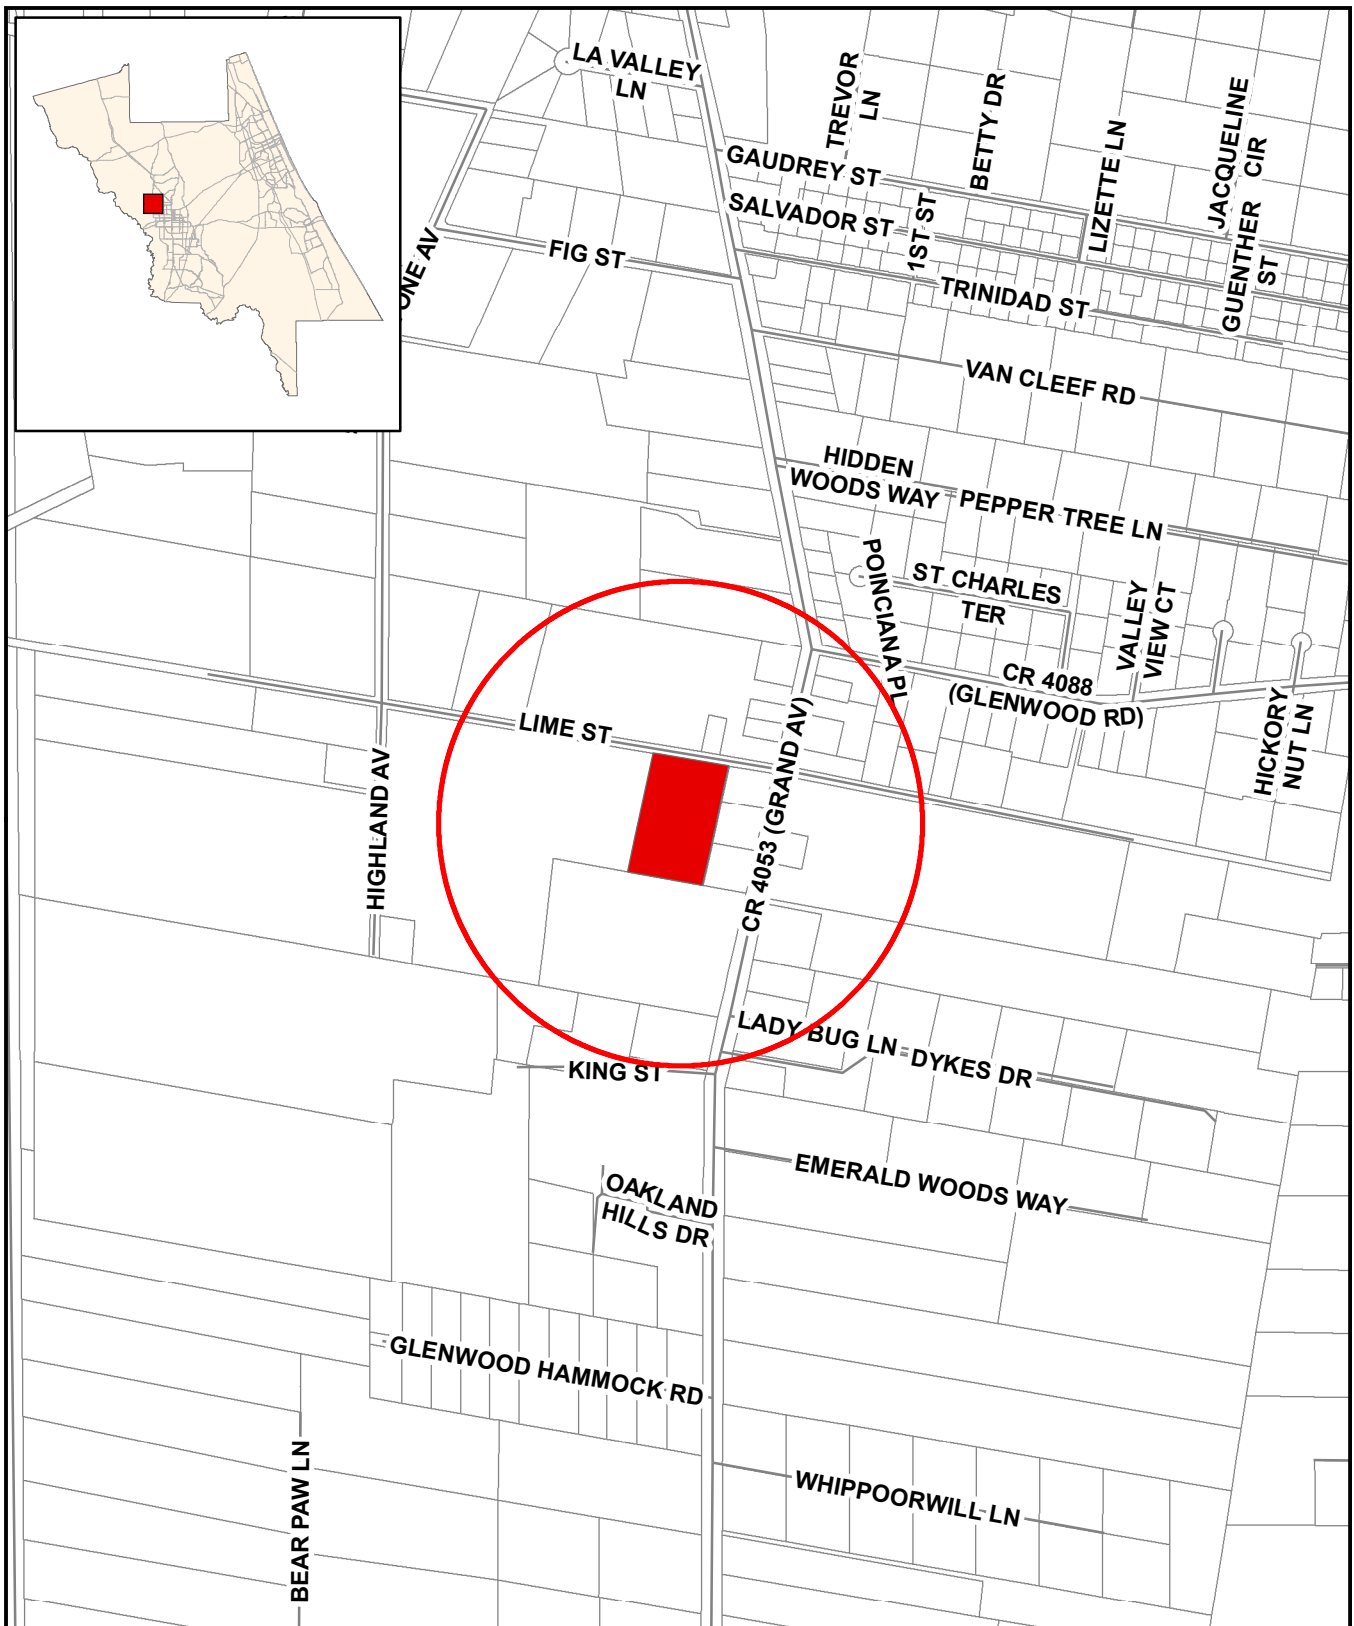 LA VALLEY
LN
TREVOR
LN
BETTY DR
LIZETTE LN
JACQUELINE
CIR
GAUDREY ST
SALVADOR ST
1ST ST
GUENTHER
ST
FIG ST
TRINIDAD ST
VAN CLEEF RD
HIDDEN
WOODS WAY
PEPPER TREE LN
POINCIANA PL
ST CHARLES
TER
VALLEY
VIEW CT
CR 4088
(GLENWOOD RD)
HICKORY
NUT LN
LIME ST
HIGHLAND AV
CR 4053 (GRAND AV)
LADY BUG LN
DYKES DR
KING ST
EMERALD WOODS WAY
OAKLAND
HILLS DR
GLENWOOD HAMMOCK RD
BEAR PAW LN
WHIPPOORWILL LN